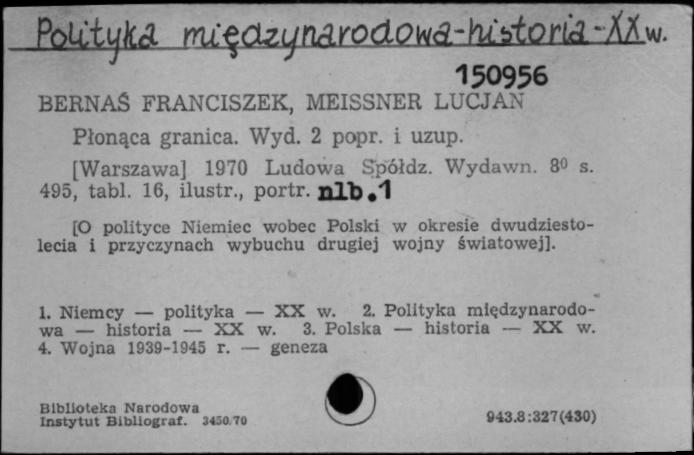 Polityka międzynarodowa-historia-XXw.
150956
BERNAŚ FRANCISZEK, MEISSNER LUCJAN
Płonąca granica. Wyd. 2 popr. i uzup.
[Warszawa] 1970 Ludowa Spółdz. Wydawn. 8⁰ s.
495, tabl. 16, ilustr., portr. nlb.1
[O polityce Niemiec wobec Polski w okresie dwudziesto-
lecia i przyczynach wybuchu drugiej wojny światowej].
1. Niemcy — polityka — XX w. 2. Polityka międzynarodo-
wa — historia — XX w. 3. Polska — historia — XX w.
4. Wojna 1939-1945 r. — geneza
Biblioteka Narodowa
Instytut Bibliograf. 3450/70
943.8:327(430)